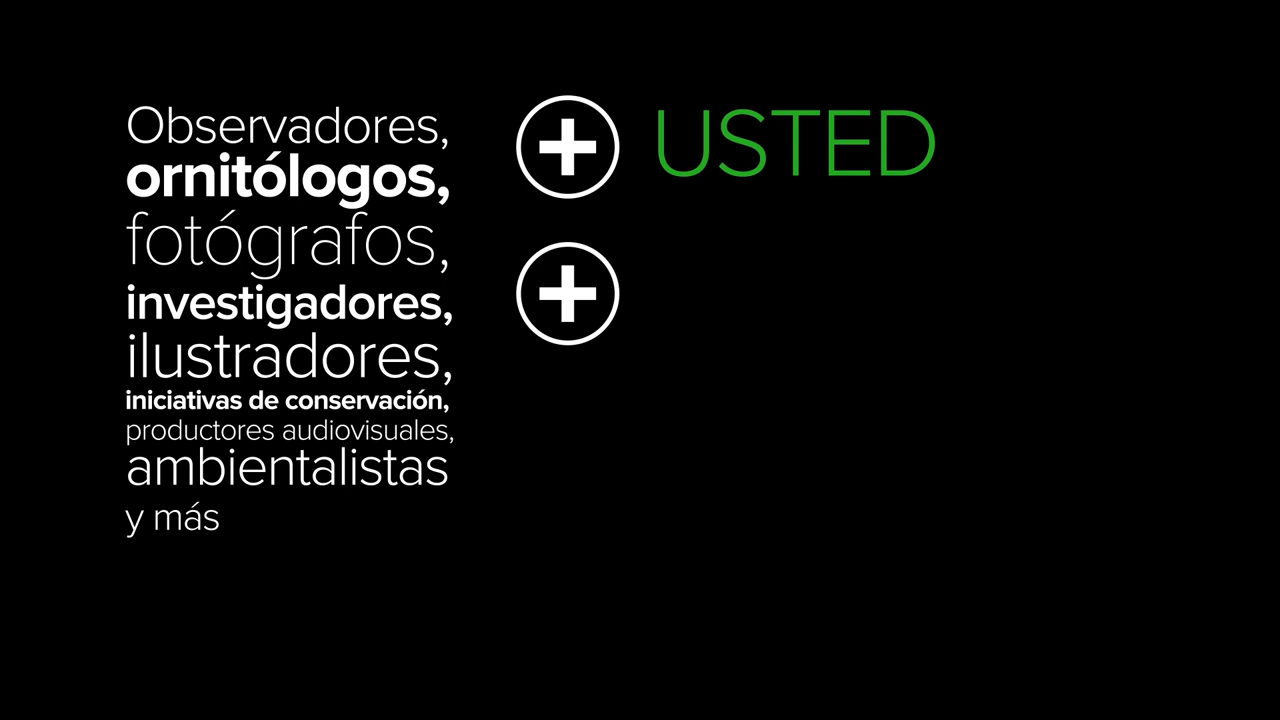 Observadores,
ornitólogos,
fotógrafos,
investigadores,
ilustradores,
iniciativas de conservación,
productores audiovisuales,
ambientalistas
y más
USTED